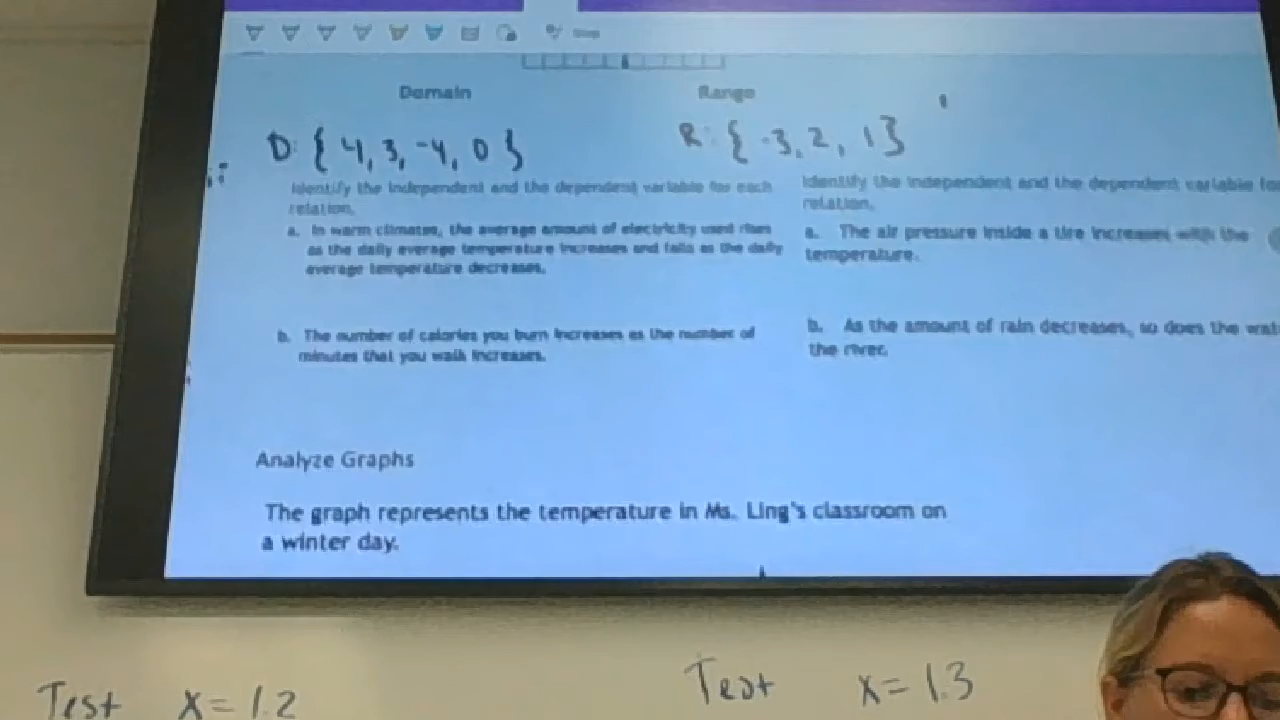 Domain Range
D: { 4, 3, -4, 0 } R: { -3, 2, 1 }
Identify the independent and the dependent variable for each
relation.
a. In warm climates, the average amount of electricity used rises
as the daily average temperature increases and falls as the daily
average temperature decreases.
b. The number of calories you burn increases as the number of
minutes that you walk increases.
Identify the independent and the dependent variable
relation.
a. The air pressure inside a tire increases with the
temperature.
b. As the amount of rain decreases, so does the
the river.
Analyze Graphs
The graph represents the temperature in Ms. Ling's classroom on
a winter day.
Test x = 1.2
Test x = 1.3